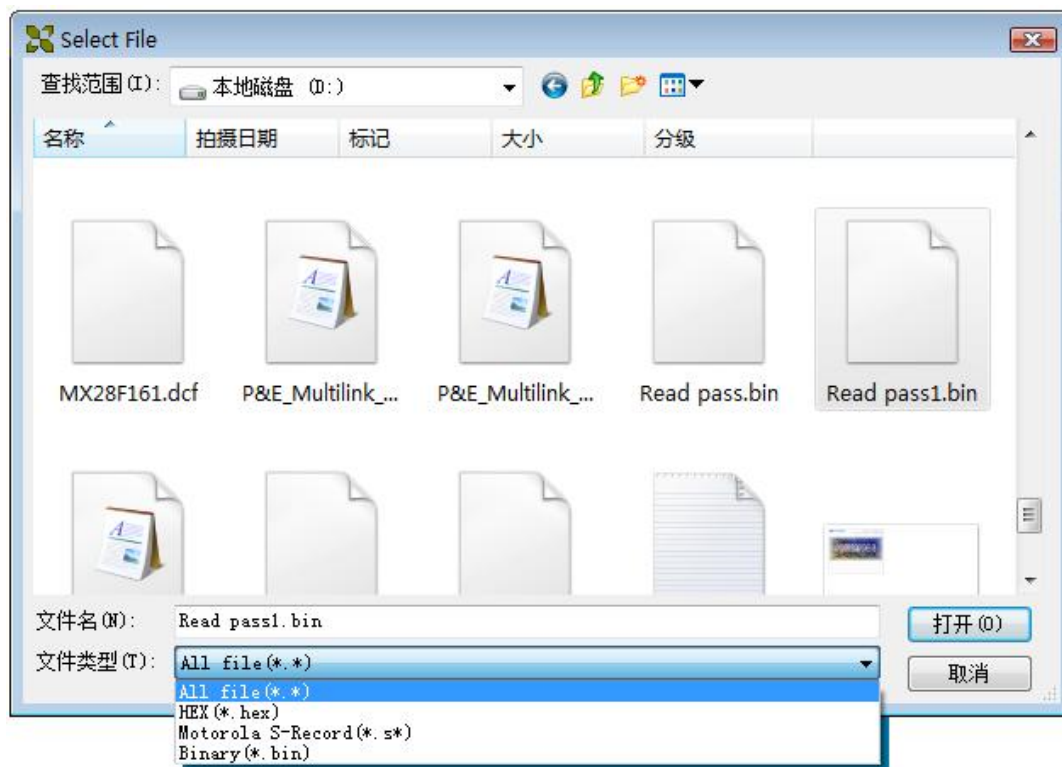 Select File
查找范围(I): 本地磁盘 (D:)
名称 拍摄日期 标记 大小 分级
MX28F161.dcf P&E_Multilink_... P&E_Multilink_... Read pass.bin Read pass1.bin
文件名(N): Read pass1.bin 打开(O)
文件类型(T): All file(*.*) 取消
All file(*.*)
HEX(*.hex)
Motorola S-Record(*.s*)
Binary(*.bin)